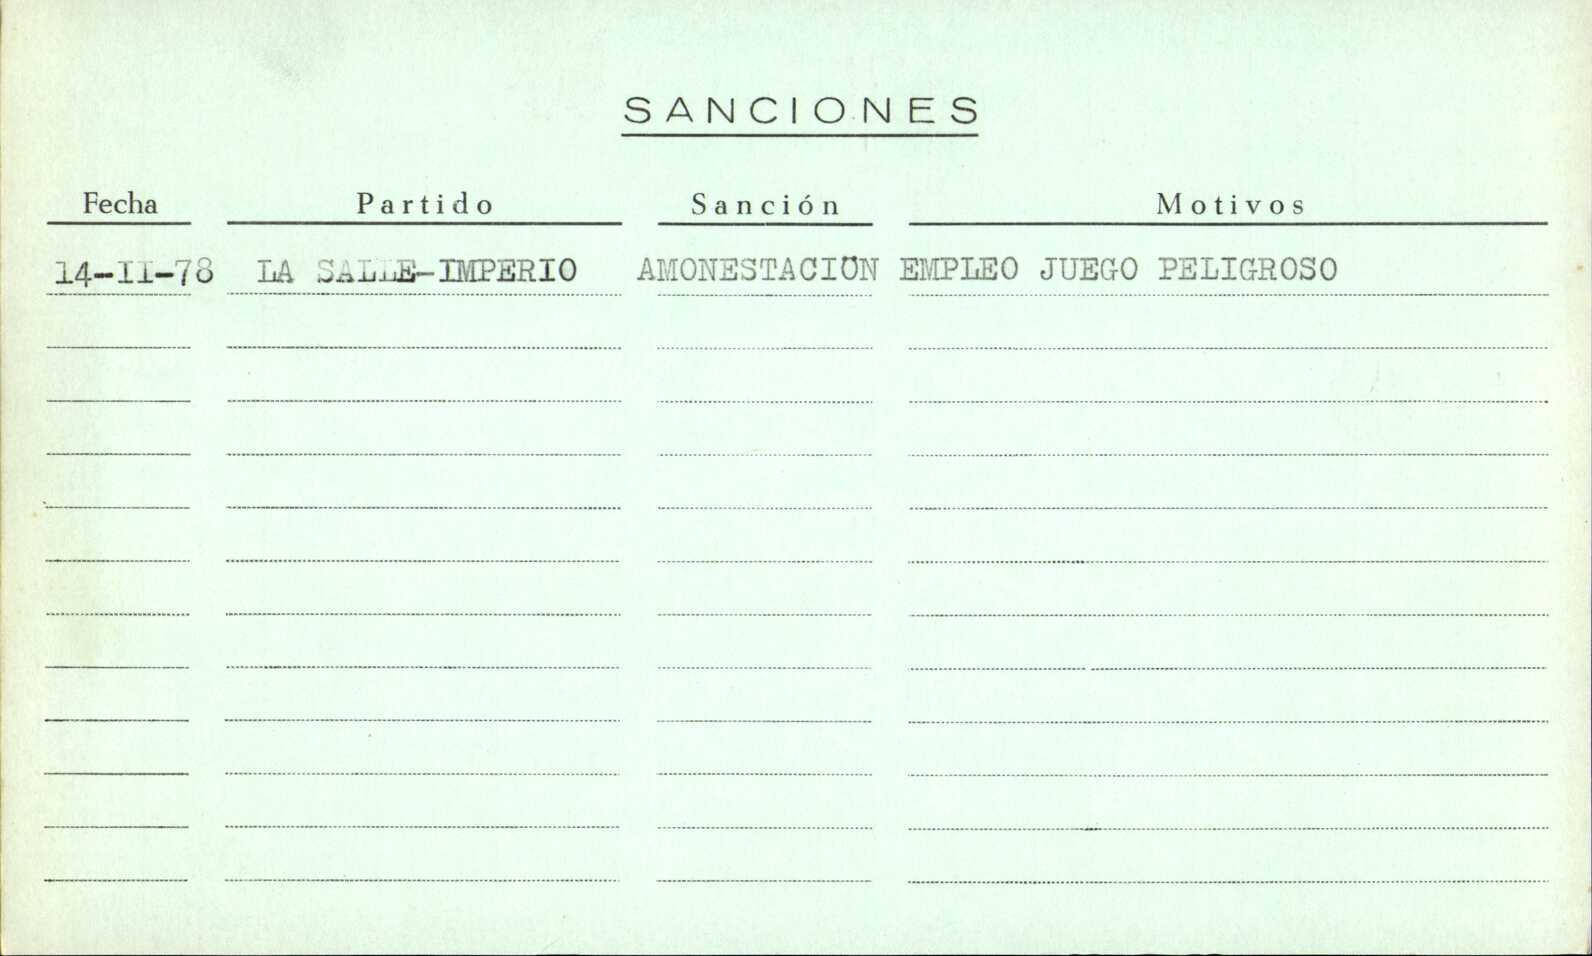 SANCIONES
Fecha Partido Sanción Motivos
14-II-78 LA SALLE-IMPERIO AMONESTACIÓN EMPLEO JUEGO PELIGROSO